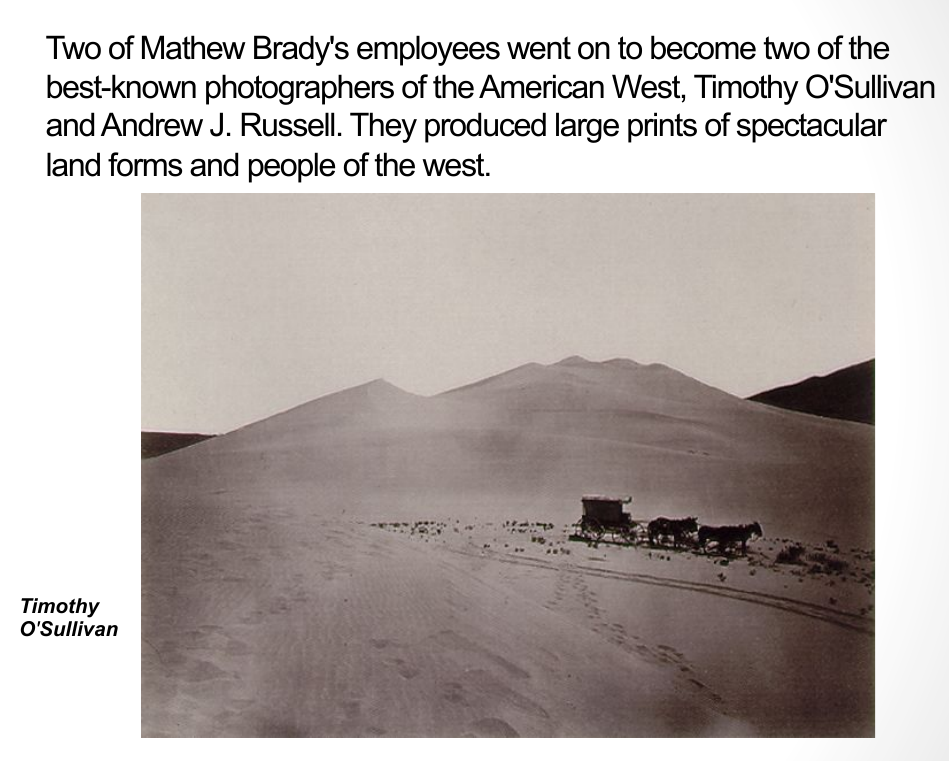 Two of Mathew Brady's employees went on to become two of the
best-known photographers of the American West, Timothy O'Sullivan
and Andrew J. Russell. They produced large prints of spectacular
land forms and people of the west.
Timothy
O'Sullivan